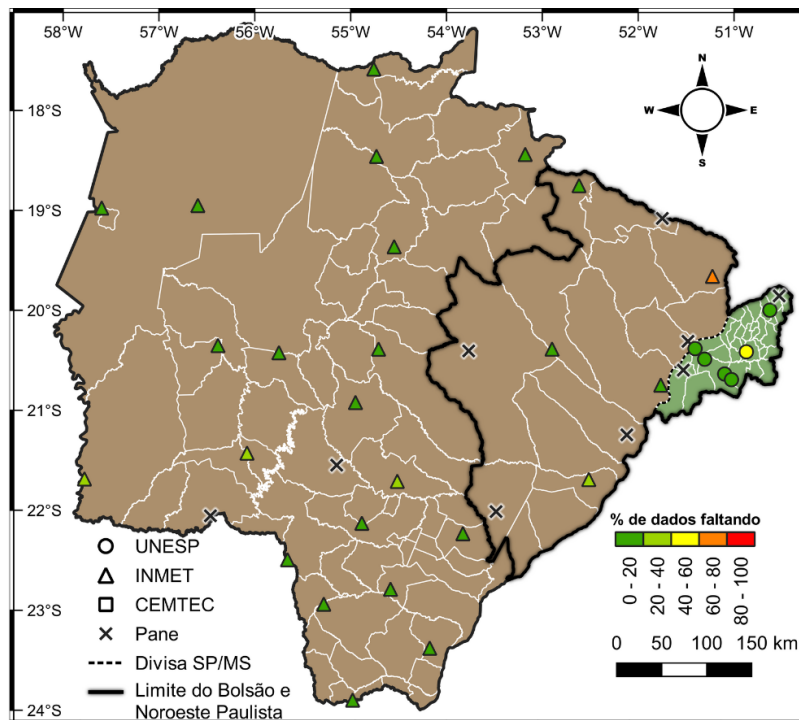 58°W 57°W 56°W 55°W 54°W 53°W 52°W 51°W
N
W E
S
18°S
19°S
20°S
21°S
22°S
23°S
24°S
UNESP
INMET
CEMTEC
Pane
Divisa SP/MS
Limite do Bolsão e
Noroeste Paulista
% de dados faltando
0 - 20
20 - 40
40 - 60
60 - 80
80 - 100
0 50 100 150 km